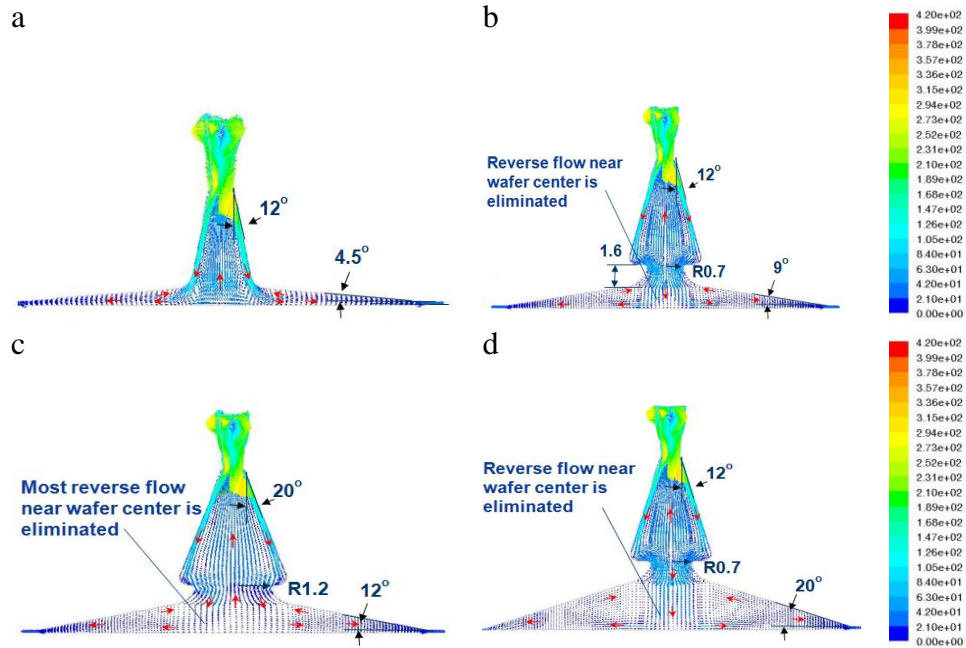 a
12°
4.5°
b
Reverse flow near
wafer center is
eliminated
12°
1.6
R0.7
9°
4.20e+02
3.99e+02
3.78e+02
3.57e+02
3.36e+02
3.15e+02
2.94e+02
2.73e+02
2.52e+02
2.31e+02
2.10e+02
1.89e+02
1.68e+02
1.47e+02
1.26e+02
1.05e+02
8.40e+01
6.30e+01
4.20e+01
2.10e+01
0.00e+00
c
Most reverse flow
near wafer center is
eliminated
20°
R1.2
12°
d
Reverse flow near
wafer center is
eliminated
12°
R0.7
20°
4.20e+02
3.99e+02
3.78e+02
3.57e+02
3.36e+02
3.15e+02
2.94e+02
2.73e+02
2.52e+02
2.31e+02
2.10e+02
1.89e+02
1.68e+02
1.47e+02
1.26e+02
1.05e+02
8.40e+01
6.30e+01
4.20e+01
2.10e+01
0.00e+00